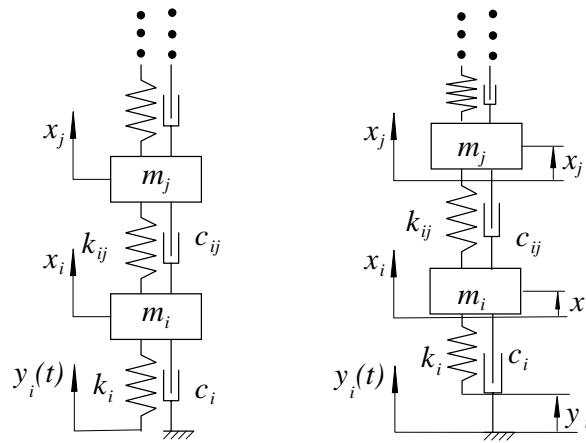 x_j
m_j
k_ij
c_ij
x_i
m_i
y_i(t)
k_i
c_i
x_j
m_j
x_j
k_ij
c_ij
x_i
m_i
x
k_i
c_i
y_i(t)
y